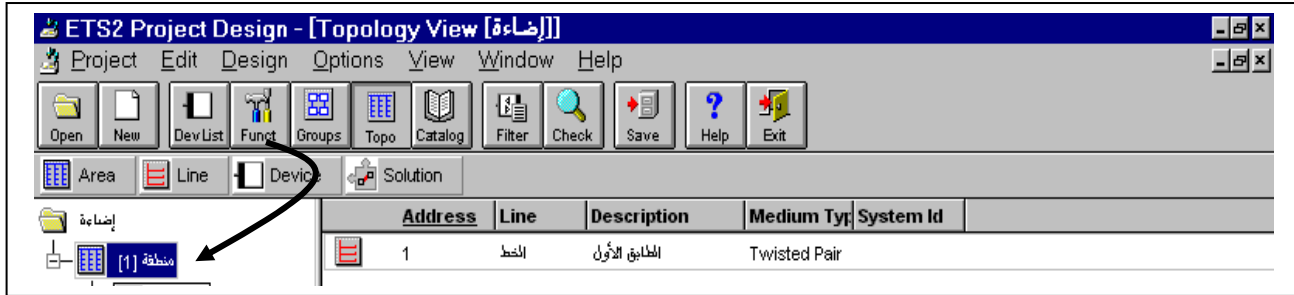 ETS2 Project Design - [Topology View [إضاءة]]
Project Edit Design Options View Window Help
Open New Dev List Funct Groups Topo Catalog Filter Check Save Help Exit
Area Line Device Solution
إضاءة
منطقة [1]
Address Line Description Medium Typ System Id
1 الخط الطابق الأول Twisted Pair